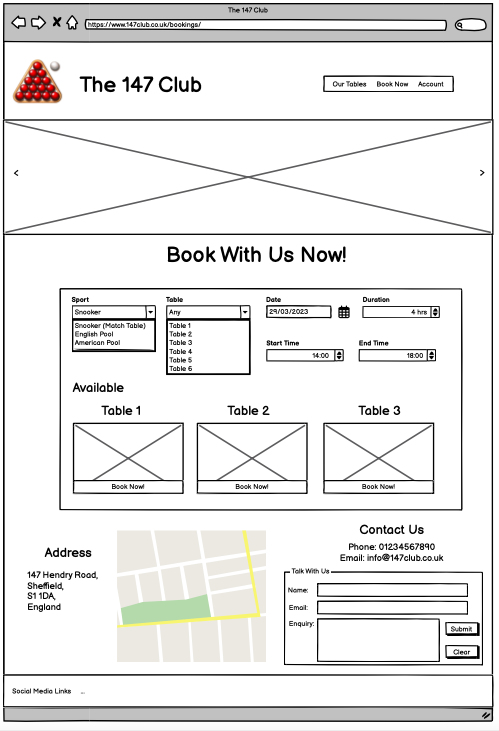 The 147 Club
https://www.147club.co.uk/bookings/
The 147 Club
Our Tables Book Now Account
< >
Book With Us Now!
Sport Table Date Duration
Snooker Any 29/03/2023 4 hrs
Snooker (Match Table)
English Pool
American Pool
Table 1
Table 2
Table 3
Table 4
Table 5
Table 6
Start Time End Time
14:00 18:00
Available
Table 1 Table 2 Table 3
Book Now! Book Now! Book Now!
Address
147 Hendry Road,
Sheffield,
S1 1DA,
England
Contact Us
Phone: 01234567890
Email: info@147club.co.uk
Talk With Us
Name:
Email:
Enquiry:
Submit
Clear
Social Media Links ...